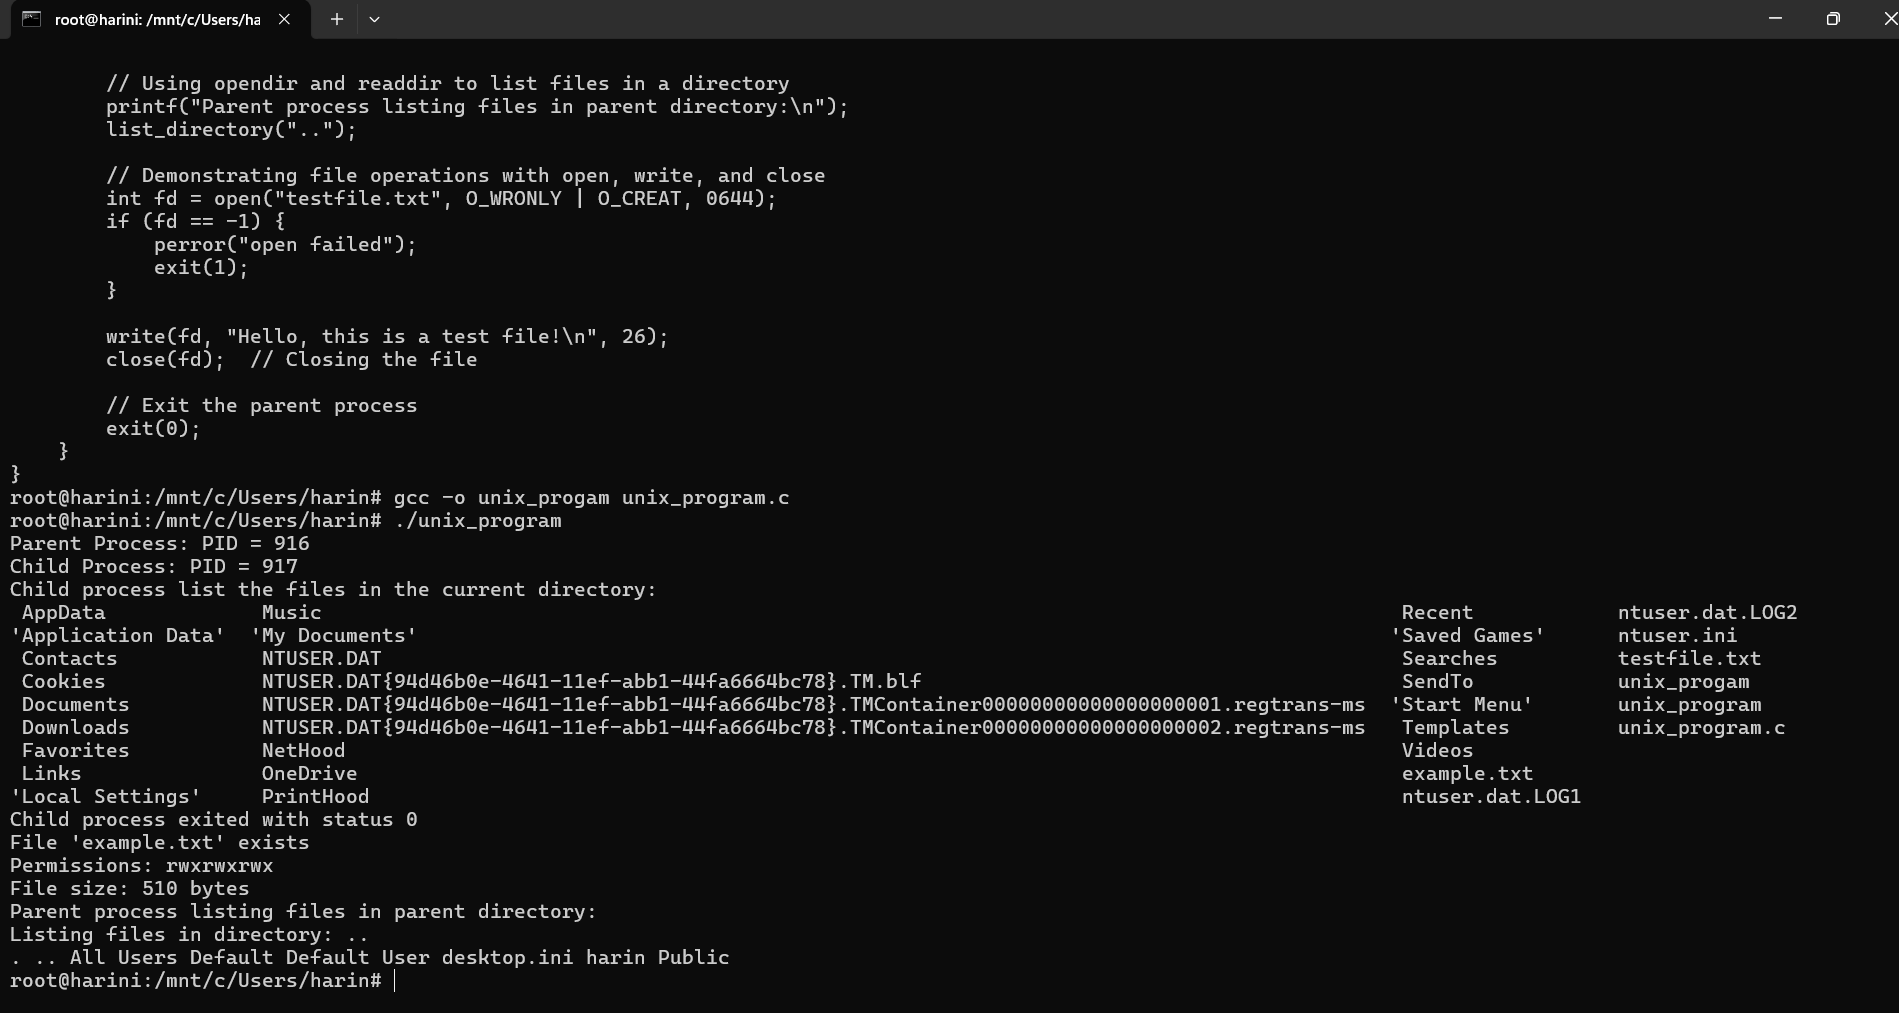 root@harini: /mnt/c/Users/ha
// Using opendir and readdir to list files in a directory
printf("Parent process listing files in parent directory:\n");
list_directory("..");
// Demonstrating file operations with open, write, and close
int fd = open("testfile.txt", O_WRONLY | O_CREAT, 0644);
if (fd == -1) {
perror("open failed");
exit(1);
}
write(fd, "Hello, this is a test file!\n", 26);
close(fd);  // Closing the file
// Exit the parent process
exit(0);
}
}
root@harini:/mnt/c/Users/harin# gcc -o unix_progam unix_program.c
root@harini:/mnt/c/Users/harin# ./unix_program
Parent Process: PID = 916
Child Process: PID = 917
Child process list the files in the current directory:
AppData Music Recent ntuser.dat.LOG2
'Application Data' 'My Documents' 'Saved Games' ntuser.ini
Contacts NTUSER.DAT Searches testfile.txt
Cookies NTUSER.DAT{94d46b0e-4641-11ef-abb1-44fa6664bc78}.TM.blf SendTo unix_progam
Documents NTUSER.DAT{94d46b0e-4641-11ef-abb1-44fa6664bc78}.TMContainer00000000000000000001.regtrans-ms 'Start Menu' unix_program
Downloads NTUSER.DAT{94d46b0e-4641-11ef-abb1-44fa6664bc78}.TMContainer00000000000000000002.regtrans-ms Templates unix_program.c
Favorites NetHood Videos
Links OneDrive example.txt
'Local Settings' PrintHood ntuser.dat.LOG1
Child process exited with status 0
File 'example.txt' exists
Permissions: rwxrwxrwx
File size: 510 bytes
Parent process listing files in parent directory:
Listing files in directory: ..
. .. All Users Default Default User desktop.ini harin Public
root@harini:/mnt/c/Users/harin#